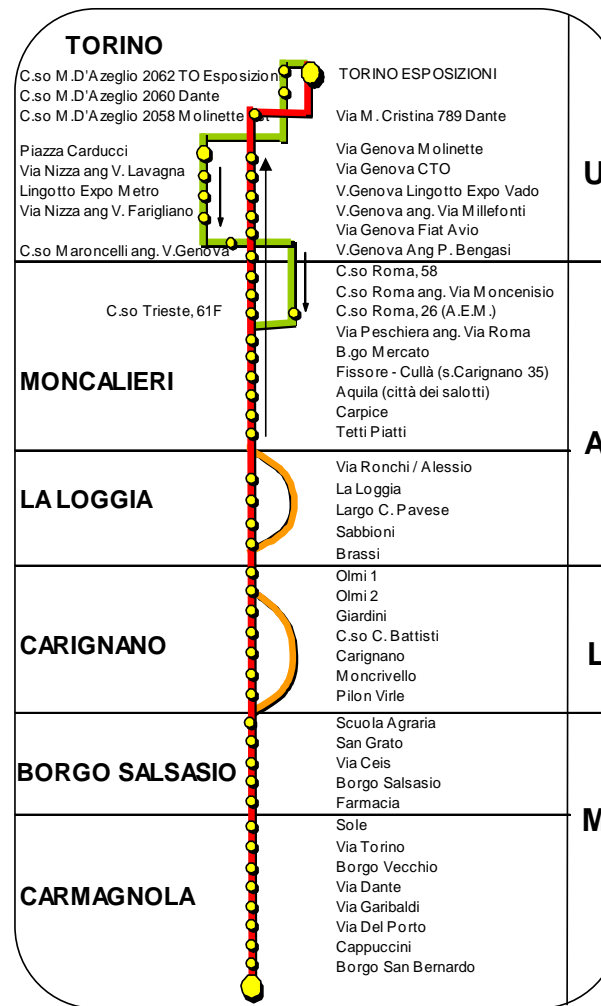 TORINO
C.so M.D'Azeglio 2062 TO Esposizion
TORINO ESPOSIZIONI
C.so M.D'Azeglio 2060 Dante
C.so M.D'Azeglio 2058 Molinette
Via M. Cristina 789 Dante
Piazza Carducci
Via Nizza ang V. Lavagna
Lingotto Expo Metro
Via Nizza ang V. Farigliano
C.so Maroncelli ang. V.Genova
Via Genova Molinette
Via Genova CTO
V.Genova Lingotto Expo Vado
V.Genova ang. Via Millefonti
Via Genova Fiat Avio
V.Genova Ang P. Bengasi
U
MONCALIERI
C.so Trieste, 61F
C.so Roma, 58
C.so Roma ang. Via Moncenisio
C.so Roma, 26 (A.E.M.)
Via Peschiera ang. Via Roma
B.go Mercato
Fissore - Cullà (s.Carignano 35)
Aquila (città dei salotti)
Carpice
Tetti Piatti
A
LA LOGGIA
Via Ronchi / Alessio
La Loggia
Largo C. Pavese
Sabbioni
Brassi
CARIGNANO
Olmi 1
Olmi 2
Giardini
C.so C. Battisti
Carignano
Moncrivello
Pilon Virle
L
BORGO SALSASIO
Scuola Agraria
San Grato
Via Ceis
Borgo Salsasio
Farmacia
M
CARMAGNOLA
Sole
Via Torino
Borgo Vecchio
Via Dante
Via Garibaldi
Via Del Porto
Cappuccini
Borgo San Bernardo